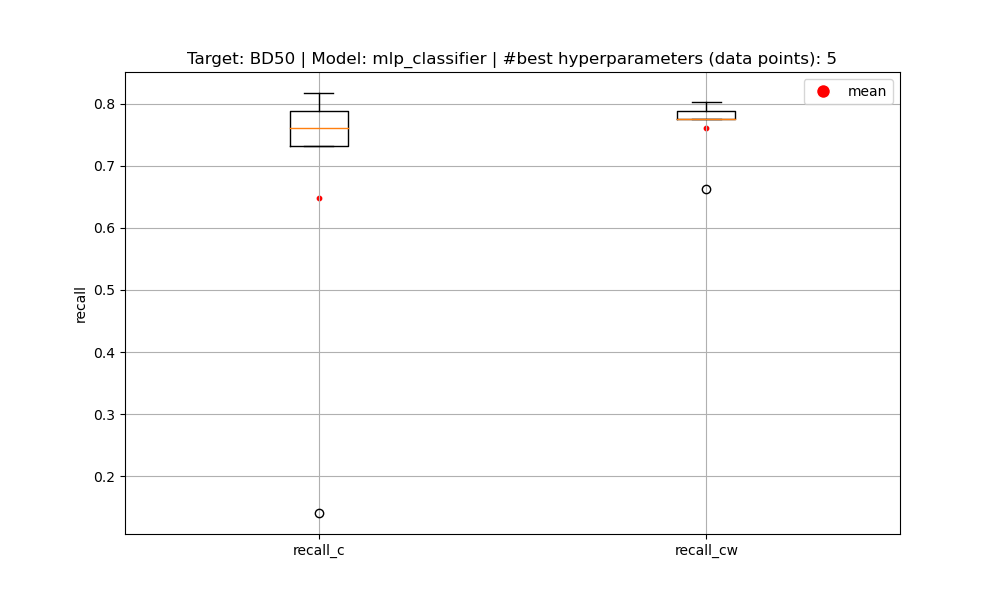 Target: BD50 | Model: mlp_classifier | #best hyperparameters (data points): 5
mean
0.8
0.7
0.6
0.5
0.4
0.3
0.2
recall
recall_c
recall_cw